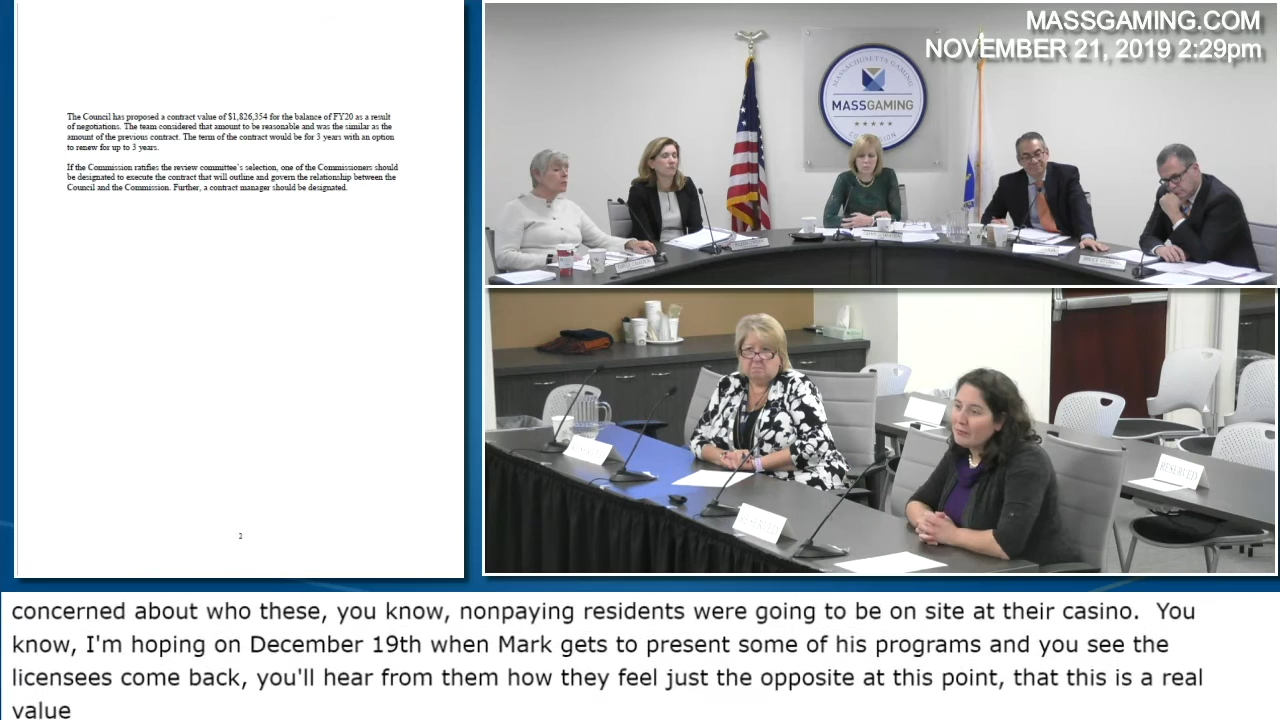 The Council has proposed a contract value of $1,826,354 for the balance of FY20 as a result
of negotiations. The team considered that amount to be reasonable and was the similar as the
amount of the previous contract. The term of the contract would be for 3 years with an option
to renew for up to 3 years.
If the Commission ratifies the review committee's selection, one of the Commissioners should
be designated to execute the contract that will outline and govern the relationship between the
Council and the Commission. Further, a contract manager should be designated.
2
MASSGAMING.COM
NOVEMBER 21, 2019 2:29pm
MASSACHUSETTS GAMING
MASSGAMING
COMMISSION
RESERVED
RESERVED
concerned about who these, you know, nonpaying residents were going to be on site at their casino.  You
know, I'm hoping on December 19th when Mark gets to present some of his programs and you see the
licensees come back, you'll hear from them how they feel just the opposite at this point, that this is a real
value